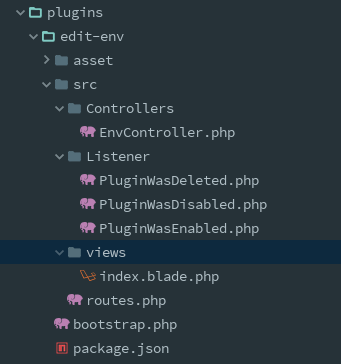 plugins
edit-env
asset
src
Controllers
EnvController.php
Listener
PluginWasDeleted.php
PluginWasDisabled.php
PluginWasEnabled.php
views
index.blade.php
routes.php
bootstrap.php
package.json